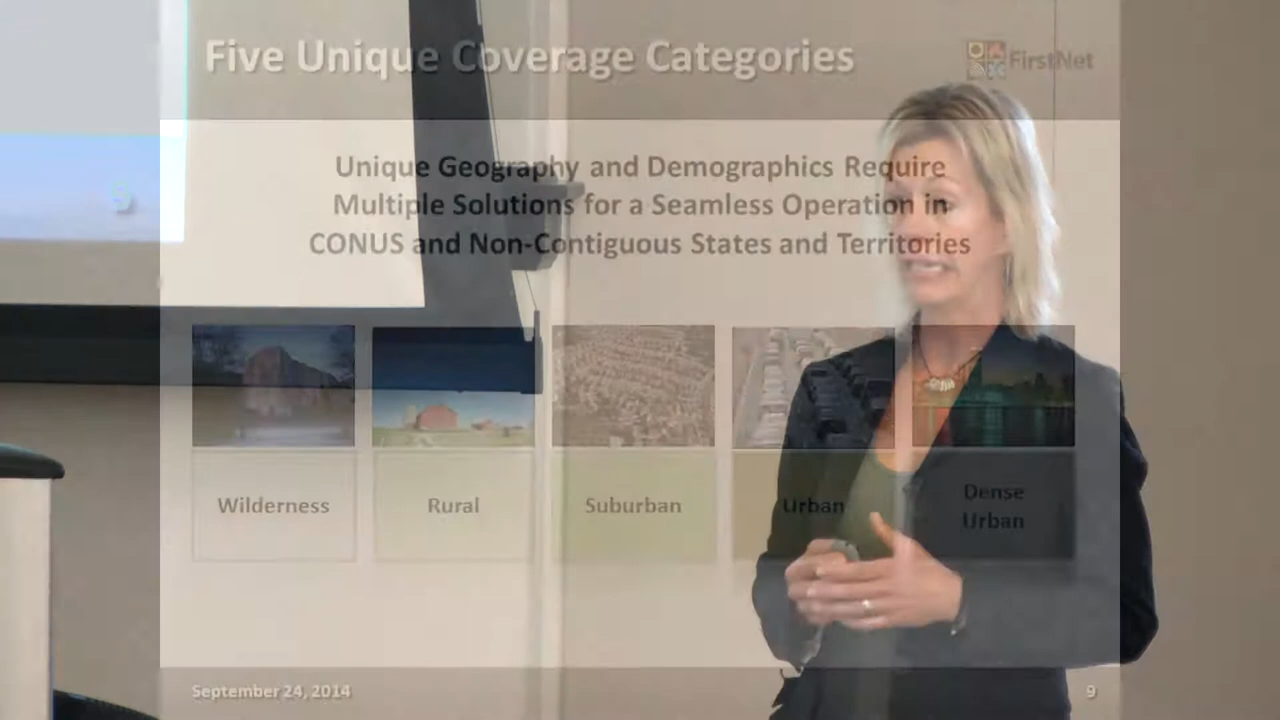 Five Unique Coverage Categories
FirstNet
Unique Geography and Demographics Require
Multiple Solutions for a Seamless Operation in
CONUS and Non-Contiguous States and Territories
Wilderness
Rural
Suburban
Urban
Dense
Urban
September 24, 2014
9